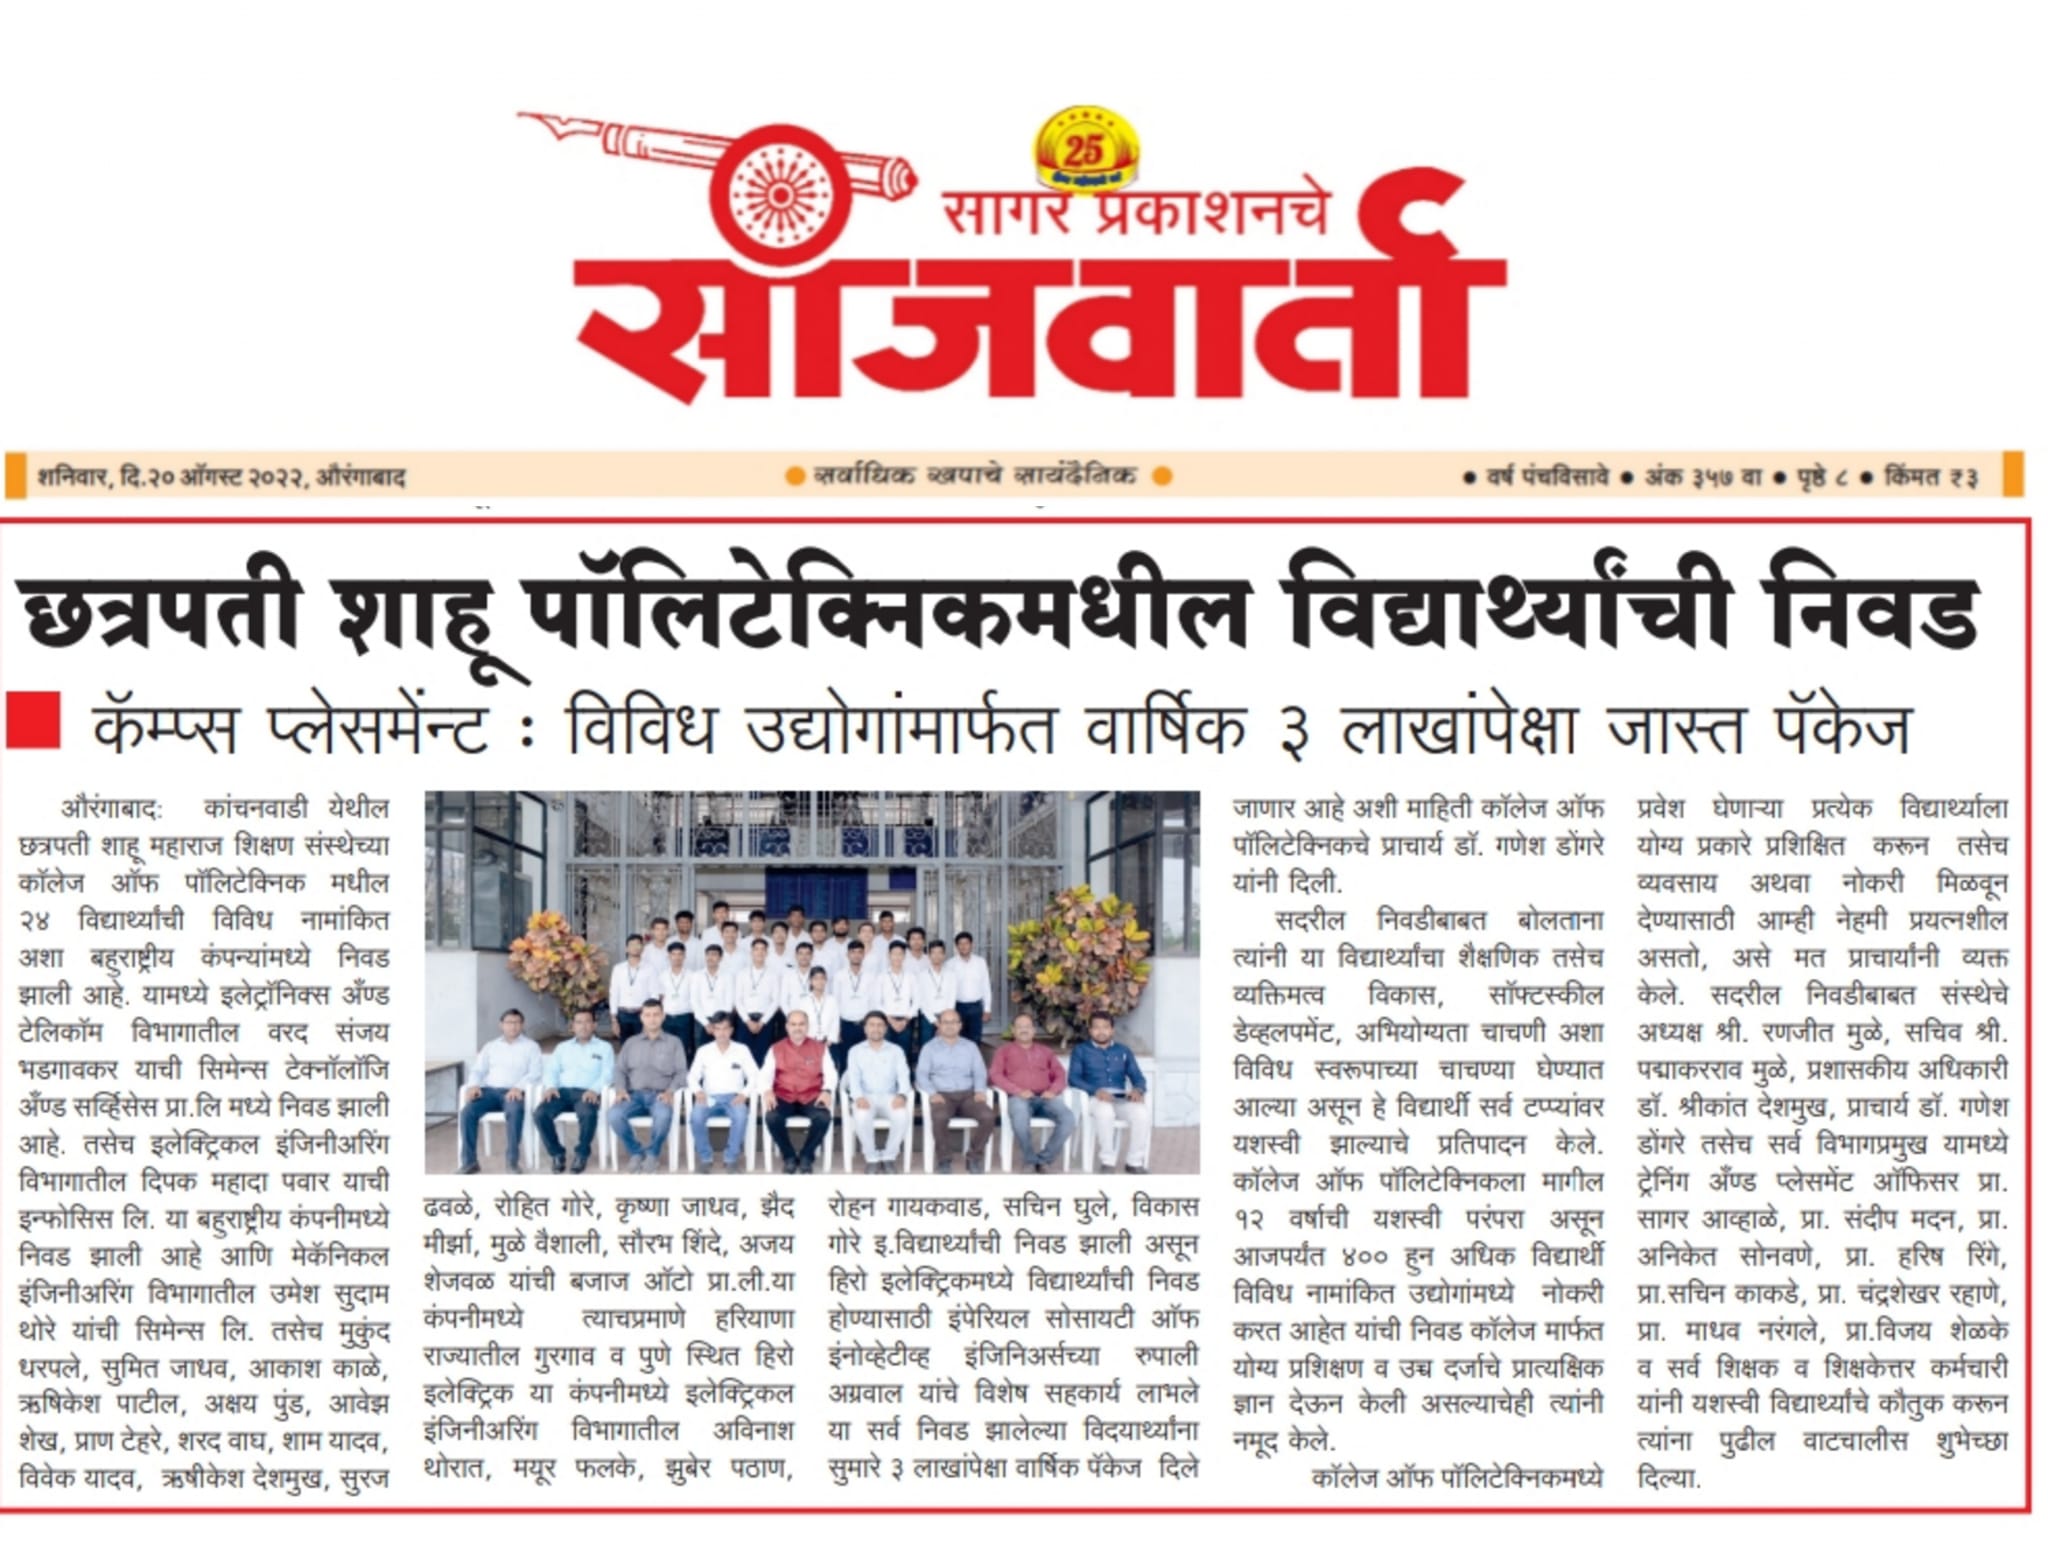 25
सागर प्रकाशनचे
सांजवार्ता
शनिवार, दि.२० ऑगस्ट २०२२, औरंगाबाद
● सर्वाधिक खपाचे सायंदैनिक ●
● वर्ष पंचविसावे ● अंक ३५७ वा ● पृष्ठे ८ ● किंमत ₹३
छत्रपती शाहू पॉलिटेक्निकमधील विद्यार्थ्यांची निवड
कॅम्प्स प्लेसमेंन्ट : विविध उद्योगांमार्फत वार्षिक ३ लाखांपेक्षा जास्त पॅकेज
औरंगाबाद: कांचनवाडी येथील
छत्रपती शाहू महाराज शिक्षण संस्थेच्या
कॉलेज ऑफ पॉलिटेक्निक मधील
२४ विद्यार्थ्यांची विविध नामांकित
अशा बहुराष्ट्रीय कंपन्यांमध्ये निवड
झाली आहे. यामध्ये इलेट्रॉनिक्स अँण्ड
टेलिकॉम विभागातील वरद संजय
भडगावकर याची सिमेन्स टेक्नॉलॉजि
अँण्ड सर्व्हिसेस प्रा.लि मध्ये निवड झाली
आहे. तसेच इलेक्ट्रिकल इंजिनीअरिंग
विभागातील दिपक महादा पवार याची
इन्फोसिस लि. या बहुराष्ट्रीय कंपनीमध्ये
निवड झाली आहे आणि मेकॅनिकल
इंजिनीअरिंग विभागातील उमेश सुदाम
थोरे यांची सिमेन्स लि. तसेच मुकुंद
धरपले, सुमित जाधव, आकाश काळे,
ऋषिकेश पाटील, अक्षय पुंड, आवेझ
शेख, प्राण टेहरे, शरद वाघ, शाम यादव,
विवेक यादव, ऋषीकेश देशमुख, सुरज
ढवळे, रोहित गोरे, कृष्णा जाधव, झैद
मीर्झा, मुळे वैशाली, सौरभ शिंदे, अजय
शेजवळ यांची बजाज ऑटो प्रा.ली.या
कंपनीमध्ये त्याचप्रमाणे हरियाणा
राज्यातील गुरगाव व पुणे स्थित हिरो
इलेक्ट्रिक या कंपनीमध्ये इलेक्ट्रिकल
इंजिनीअरिंग विभागातील अविनाश
थोरात, मयूर फलके, झुबेर पठाण,
रोहन गायकवाड, सचिन घुले, विकास
गोरे इ.विद्यार्थ्यांची निवड झाली असून
हिरो इलेक्ट्रिकमध्ये विद्यार्थ्यांची निवड
होण्यासाठी इंपेरियल सोसायटी ऑफ
इंनोव्हेटीव्ह इंजिनिअर्सच्या रुपाली
अग्रवाल यांचे विशेष सहकार्य लाभले
या सर्व निवड झालेल्या विदयार्थ्यांना
सुमारे ३ लाखांपेक्षा वार्षिक पॅकेज दिले
जाणार आहे अशी माहिती कॉलेज ऑफ
पॉलिटेक्निकचे प्राचार्य डॉ. गणेश डोंगरे
यांनी दिली.
सदरील निवडीबाबत बोलताना
त्यांनी या विद्यार्थ्यांचा शैक्षणिक तसेच
व्यक्तिमत्व विकास, सॉफ्टस्कील
डेव्हलपमेंट, अभियोग्यता चाचणी अशा
विविध स्वरूपाच्या चाचण्या घेण्यात
आल्या असून हे विद्यार्थी सर्व टप्प्यांवर
यशस्वी झाल्याचे प्रतिपादन केले.
कॉलेज ऑफ पॉलिटेक्निकला मागील
१२ वर्षाची यशस्वी परंपरा असून
आजपर्यंत ४०० हुन अधिक विद्यार्थी
विविध नामांकित उद्योगांमध्ये नोकरी
करत आहेत यांची निवड कॉलेज मार्फत
योग्य प्रशिक्षण व उच्च दर्जाचे प्रात्यक्षिक
ज्ञान देऊन केली असल्याचेही त्यांनी
नमूद केले.
कॉलेज ऑफ पॉलिटेक्निकमध्ये
प्रवेश घेणाऱ्या प्रत्येक विद्यार्थ्याला
योग्य प्रकारे प्रशिक्षित करून तसेच
व्यवसाय अथवा नोकरी मिळवून
देण्यासाठी आम्ही नेहमी प्रयत्नशील
असतो, असे मत प्राचार्यांनी व्यक्त
केले. सदरील निवडीबाबत संस्थेचे
अध्यक्ष श्री. रणजीत मुळे, सचिव श्री.
पद्माकरराव मुळे, प्रशासकीय अधिकारी
डॉ. श्रीकांत देशमुख, प्राचार्य डॉ. गणेश
डोंगरे तसेच सर्व विभागप्रमुख यामध्ये
ट्रेनिंग अँण्ड प्लेसमेंट ऑफिसर प्रा.
सागर आव्हाळे, प्रा. संदीप मदन, प्रा.
अनिकेत सोनवणे, प्रा. हरिष रिंगे,
प्रा.सचिन काकडे, प्रा. चंद्रशेखर रहाणे,
प्रा. माधव नरंगले, प्रा.विजय शेळके
व सर्व शिक्षक व शिक्षकेत्तर कर्मचारी
यांनी यशस्वी विद्यार्थ्यांचे कौतुक करून
त्यांना पुढील वाटचालीस शुभेच्छा
दिल्या.